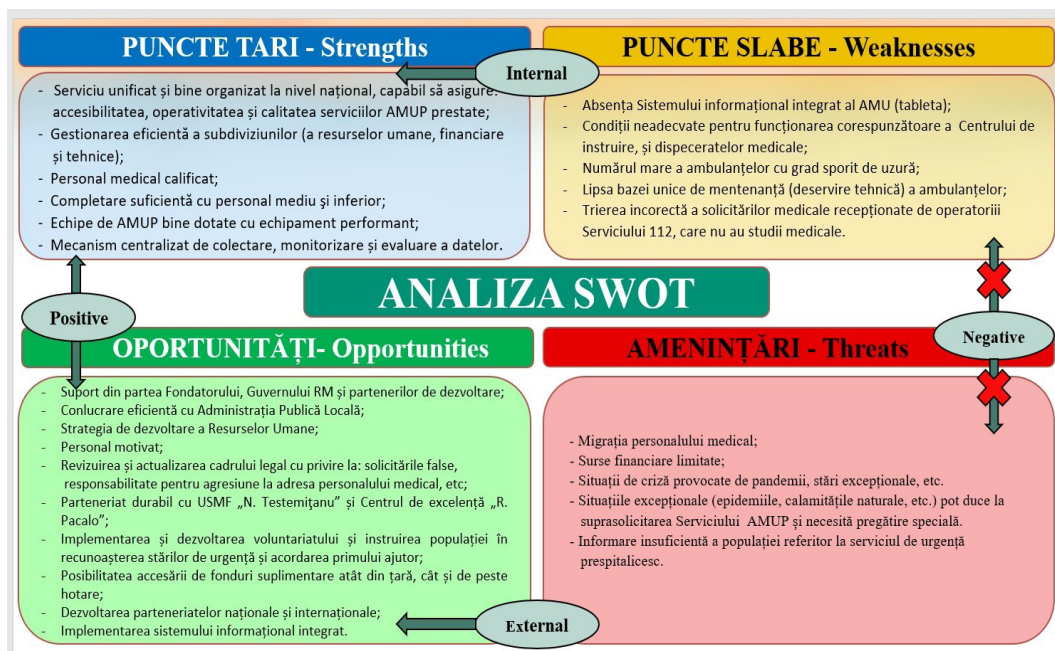 PUNCTE TARI - Strengths
- Serviciu unificat și bine organizat la nivel național, capabil să asigure:
accesibilitatea, operativitatea și calitatea serviciilor AMUP prestate;
- Gestionarea eficientă a subdiviziunilor (a resurselor umane, financiare
și tehnice);
- Personal medical calificat;
- Completare suficientă cu personal mediu şi inferior;
- Echipe de AMUP bine dotate cu echipament performant;
- Mecanism centralizat de colectare, monitorizare și evaluare a datelor.
Internal
PUNCTE SLABE - Weaknesses
- Absența Sistemului informațional integrat al AMU (tableta);
- Condiții neadecvate pentru funcționarea corespunzătoare a Centrului de
instruire, și dispeceratelor medicale;
- Numărul mare a ambulanțelor cu grad sporit de uzură;
- Lipsa bazei unice de mentenanță (deservire tehnică) a ambulanțelor;
- Trierea incorectă a solicitărilor medicale recepționate de operatoriii
Serviciului 112, care nu au studii medicale.
ANALIZA SWOT
Positive
Negative
OPORTUNITĂȚI- Opportunities
- Suport din partea Fondatorului, Guvernului RM și partenerilor de dezvoltare;
- Conlucrare eficientă cu Administrația Publică Locală;
- Strategia de dezvoltare a Resurselor Umane;
- Personal motivat;
- Revizuirea și actualizarea cadrului legal cu privire la: solicitările false,
responsabilitate pentru agresiune la adresa personalului medical, etc;
- Parteneriat durabil cu USMF „N. Testemiţanu” și Centrul de excelență „R.
Pacalo”;
- Implementarea și dezvoltarea voluntariatului și instruirea populației în
recunoașterea stărilor de urgență și acordarea primului ajutor;
- Posibilitatea accesării de fonduri suplimentare atât din țară, cât și de peste
hotare;
- Dezvoltarea parteneriatelor naționale și internaționale;
- Implementarea sistemului informațional integrat.
External
AMENINȚĂRI - Threats
- Migrația personalului medical;
- Surse financiare limitate;
- Situații de criză provocate de pandemii, stări excepționale, etc.
- Situațiile excepționale (epidemiile, calamitățile naturale, etc.) pot duce la
suprasolicitarea Serviciului AMUP și necesită pregătire specială.
- Informare insuficientă a populației referitor la serviciul de urgență
prespitalicesc.